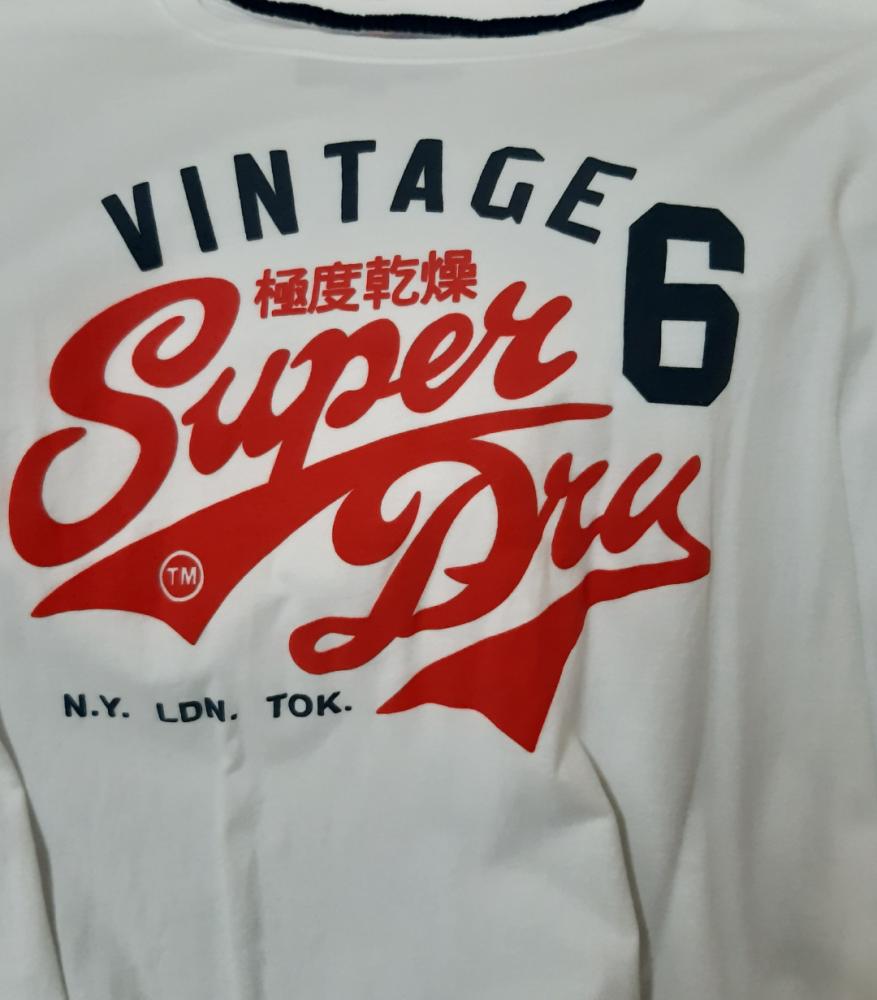 VINTAGE 6
極度乾燥
Super
Dry
TM
N.Y. LDN. TOK.